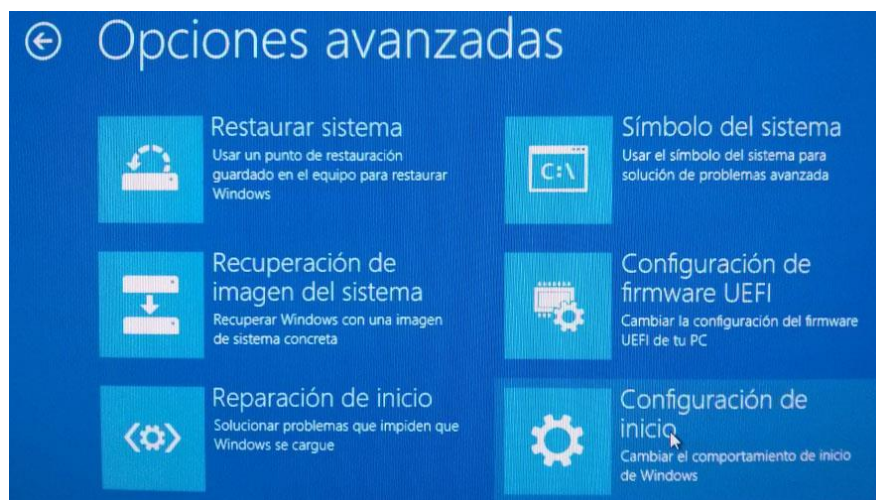 Opciones avanzadas
Restaurar sistema
Usar un punto de restauración
guardado en el equipo para restaurar
Windows
Símbolo del sistema
Usar el símbolo del sistema para
solución de problemas avanzada
C:\
Recuperación de
imagen del sistema
Recuperar Windows con una imagen
de sistema concreta
Configuración de
firmware UEFI
Cambiar la configuración del firmware
UEFI de tu PC
Reparación de inicio
Solucionar problemas que impiden que
Windows se cargue
Configuración de
inicio
Cambiar el comportamiento de inicio
de Windows